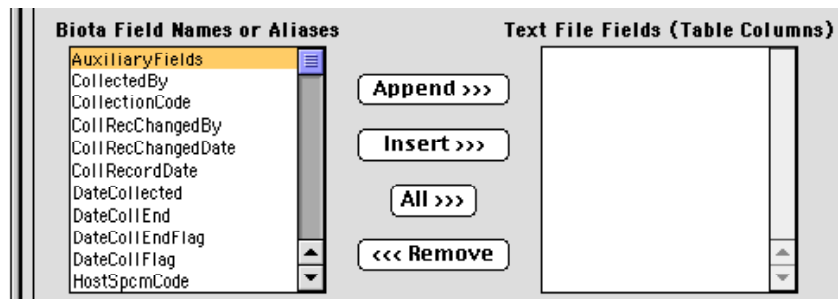 Biota Field Names or Aliases
Text File Fields (Table Columns)
AuxiliaryFields
CollectedBy
CollectionCode
CollRecChangedBy
CollRecChangedDate
CollRecordDate
DateCollected
DateCollEnd
DateCollEndFlag
DateCollFlag
HostSpcmCode
Append >>>
Insert >>>
All >>>
<<< Remove